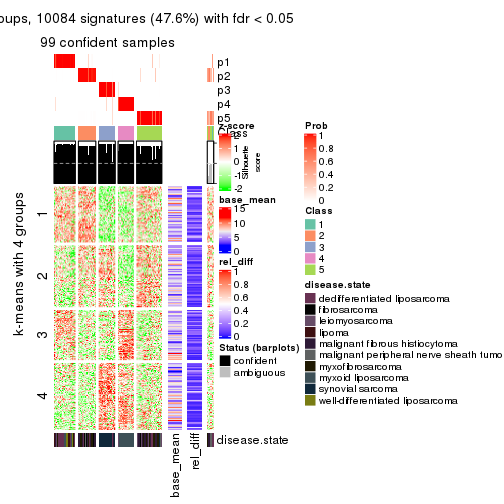 oups, 10084 signatures (47.6%) with fdr < 0.05
99 confident samples
p1
p2
p3
p4
p5
Class
z-score
2
1
0
-1
-2
Silhouette
score
base_mean
15
10
5
0
rel_diff
1
0.8
0.6
0.4
0.2
0
Status (barplots)
confident
ambiguous
Prob
1
0.8
0.6
0.4
0.2
0
Class
1
2
3
4
5
disease.state
dedifferentiated liposarcoma
fibrosarcoma
leiomyosarcoma
lipoma
malignant fibrous histiocytoma
malignant peripheral nerve sheath tumo
myxofibrosarcoma
myxoid liposarcoma
synovial sarcoma
well-differentiated liposarcoma
k-means with 4 groups
1
2
3
4
disease.state
base_mean
rel_diff